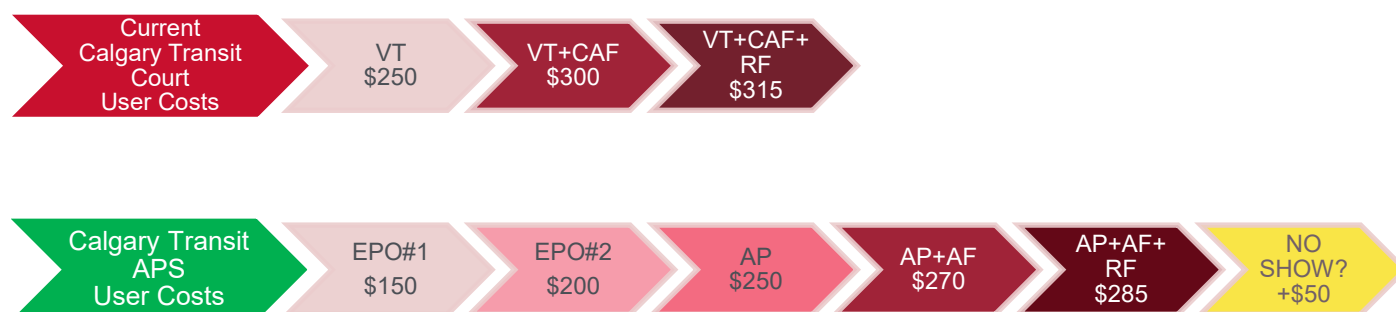 Current
Calgary Transit
Court
User Costs
VT
$250
VT+CAF
$300
VT+CAF+
RF
$315
Calgary Transit
APS
User Costs
EPO#1
$150
EPO#2
$200
AP
$250
AP+AF
$270
AP+AF+
RF
$285
NO
SHOW?
+$50